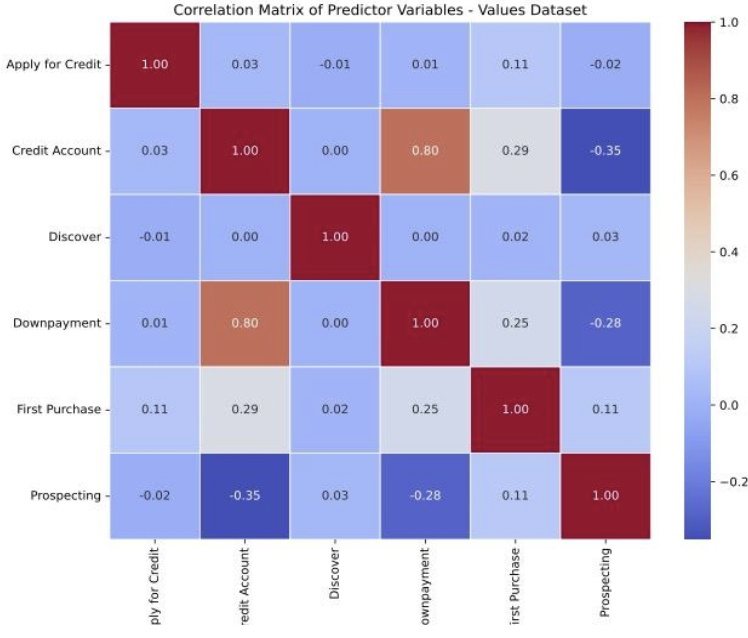 Correlation Matrix of Predictor Variables - Values Dataset
Apply for Credit 1.00 0.03 -0.01 0.01 0.11 -0.02
Credit Account 0.03 1.00 0.00 0.80 0.29 -0.35
Discover -0.01 0.00 1.00 0.00 0.02 0.03
Downpayment 0.01 0.80 0.00 1.00 0.25 -0.28
First Purchase 0.11 0.29 0.02 0.25 1.00 0.11
Prospecting -0.02 -0.35 0.03 -0.28 0.11 1.00
ply for Credit
redit Account
Discover
ownpayment
irst Purchase
Prospecting
1.0
0.8
0.6
0.4
0.2
0.0
−0.2